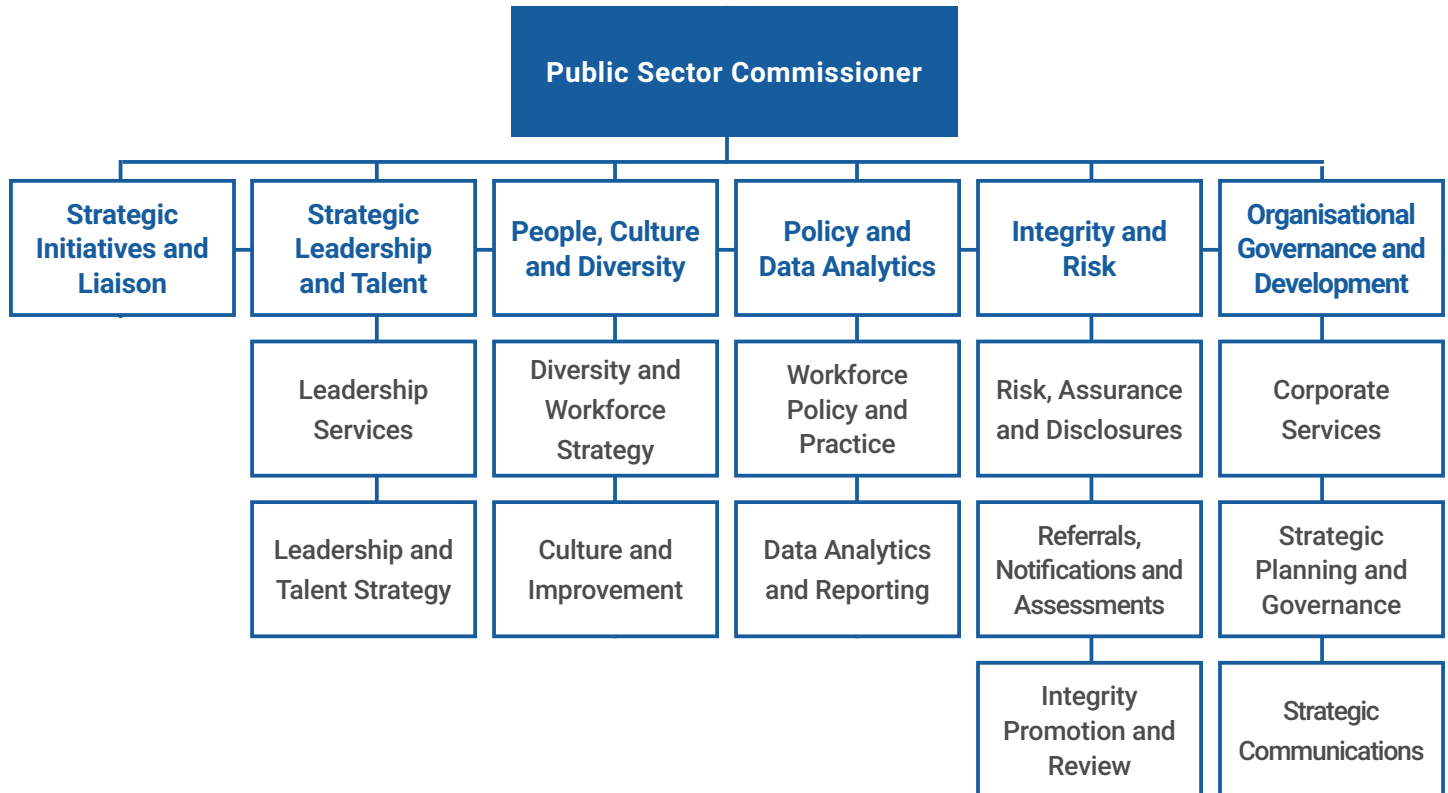 Public Sector Commissioner
Strategic
Initiatives and
Liaison
Strategic
Leadership
and Talent
People, Culture
and Diversity
Policy and
Data Analytics
Integrity and
Risk
Organisational
Governance and
Development
Leadership
Services
Diversity and
Workforce
Strategy
Workforce
Policy and
Practice
Risk, Assurance
and Disclosures
Corporate
Services
Leadership and
Talent Strategy
Culture and
Improvement
Data Analytics
and Reporting
Referrals,
Notifications and
Assessments
Strategic
Planning and
Governance
Integrity
Promotion and
Review
Strategic
Communications